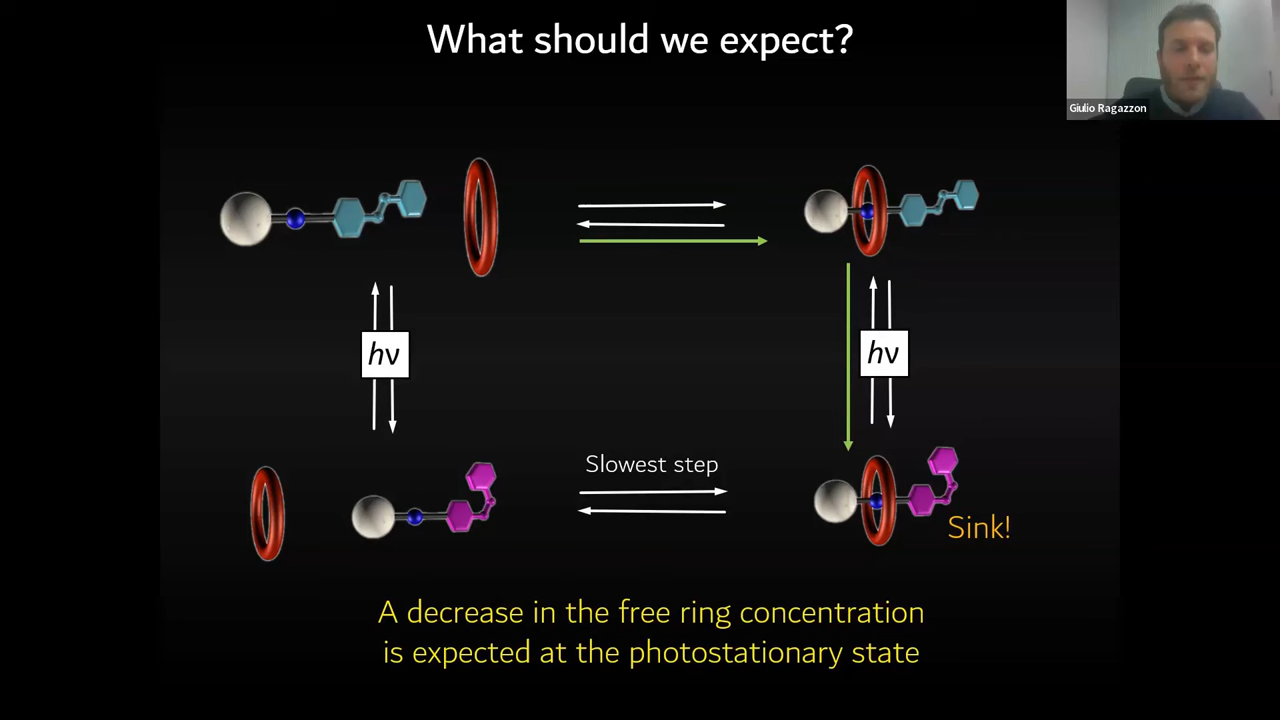 What should we expect?
Giulio Ragazzon
hν
hν
Slowest step
Sink!
A decrease in the free ring concentration
is expected at the photostationary state